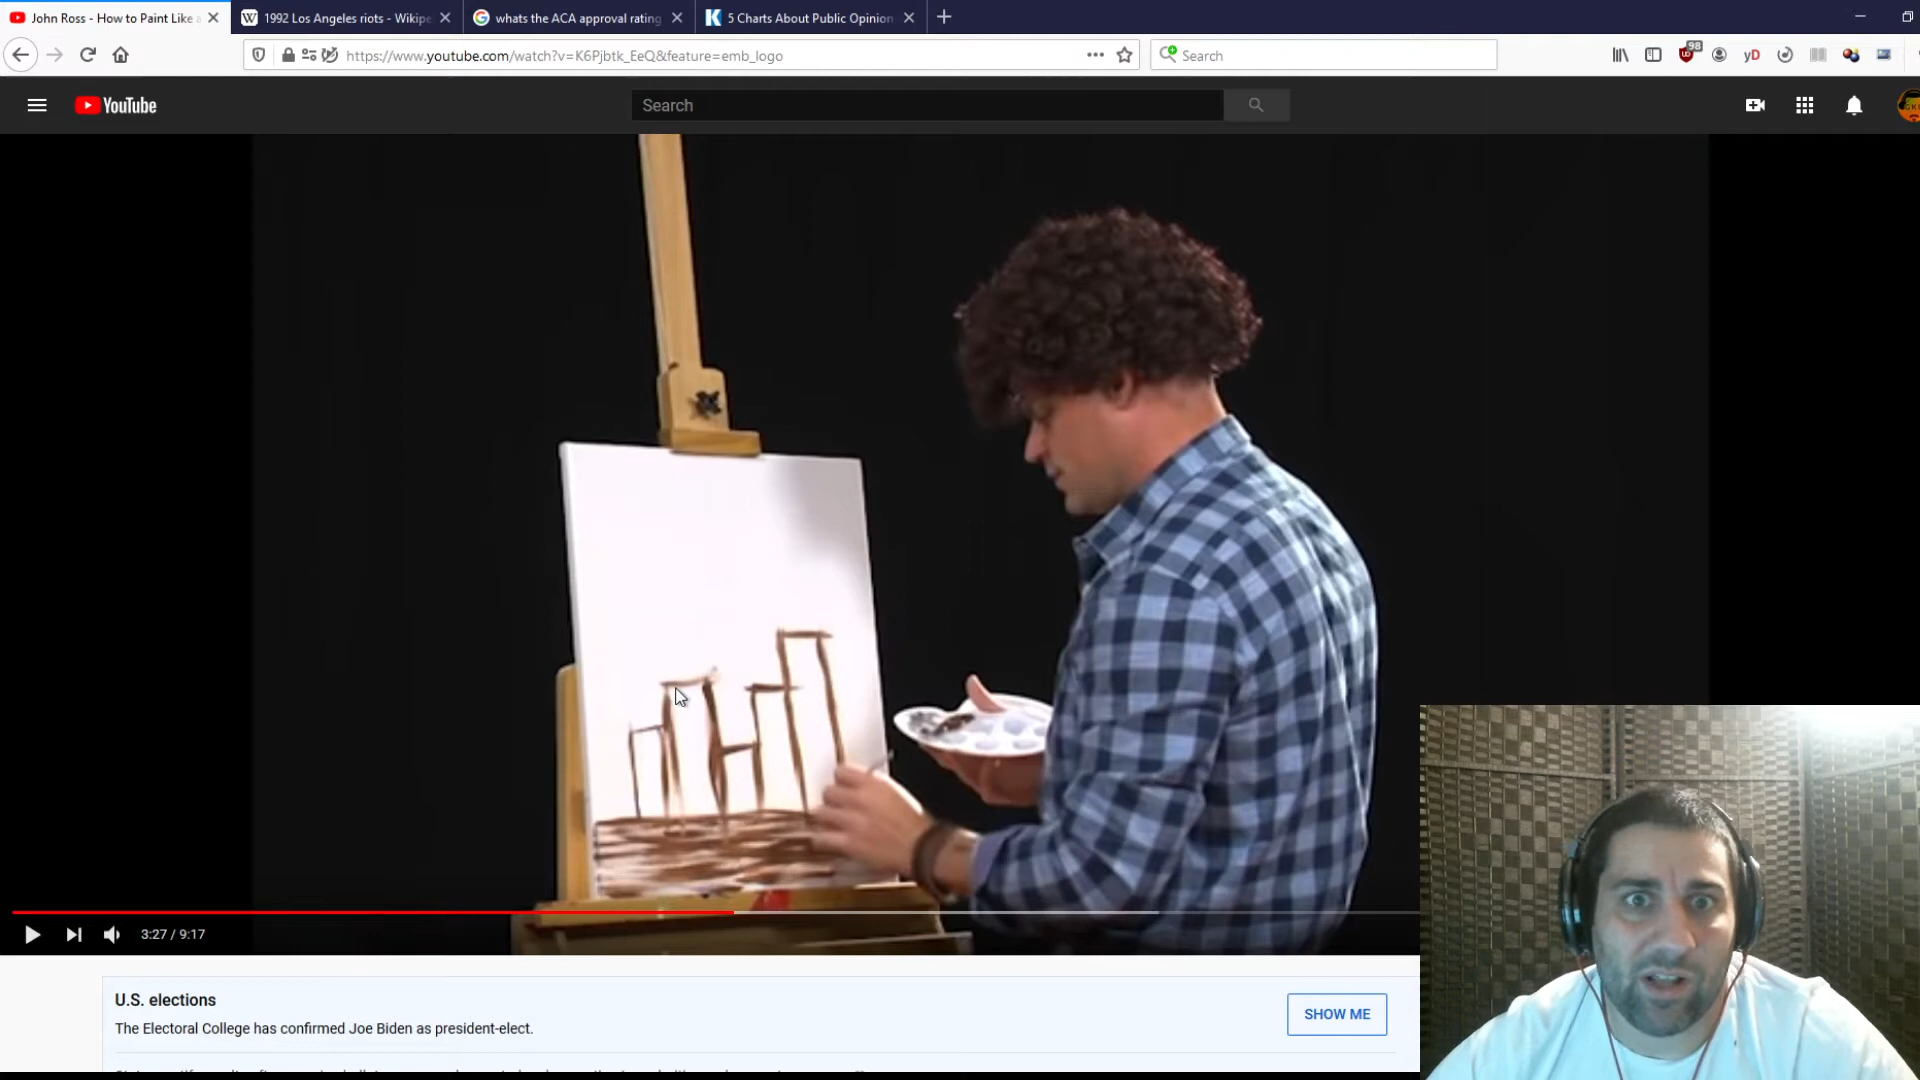 John Ross - How to Paint Like a
1992 Los Angeles riots - Wikipe
whats the ACA approval rating
5 Charts About Public Opinion
https://www.youtube.com/watch?v=K6Pjbtk_EeQ&feature=emb_logo
Search
98
yD
YouTube
Search
3:27 / 9:17
U.S. elections
The Electoral College has confirmed Joe Biden as president-elect.
SHOW ME